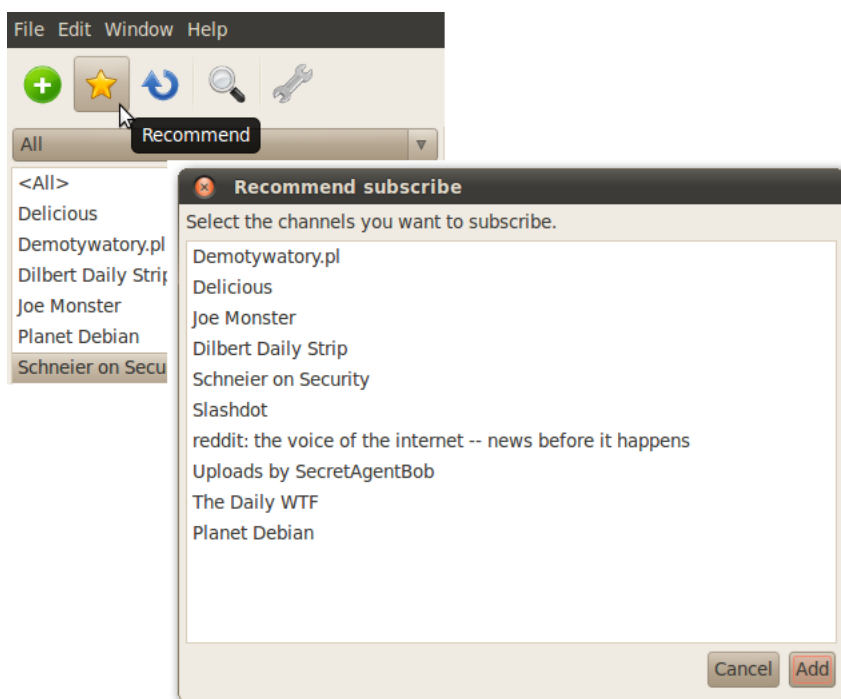 File Edit Window Help
Recommend
All
<All>
Delicious
Demotywatory.pl
Dilbert Daily Strip
Joe Monster
Planet Debian
Schneier on Secu
Recommend subscribe
Select the channels you want to subscribe.
Demotywatory.pl
Delicious
Joe Monster
Dilbert Daily Strip
Schneier on Security
Slashdot
reddit: the voice of the internet -- news before it happens
Uploads by SecretAgentBob
The Daily WTF
Planet Debian
Cancel Add